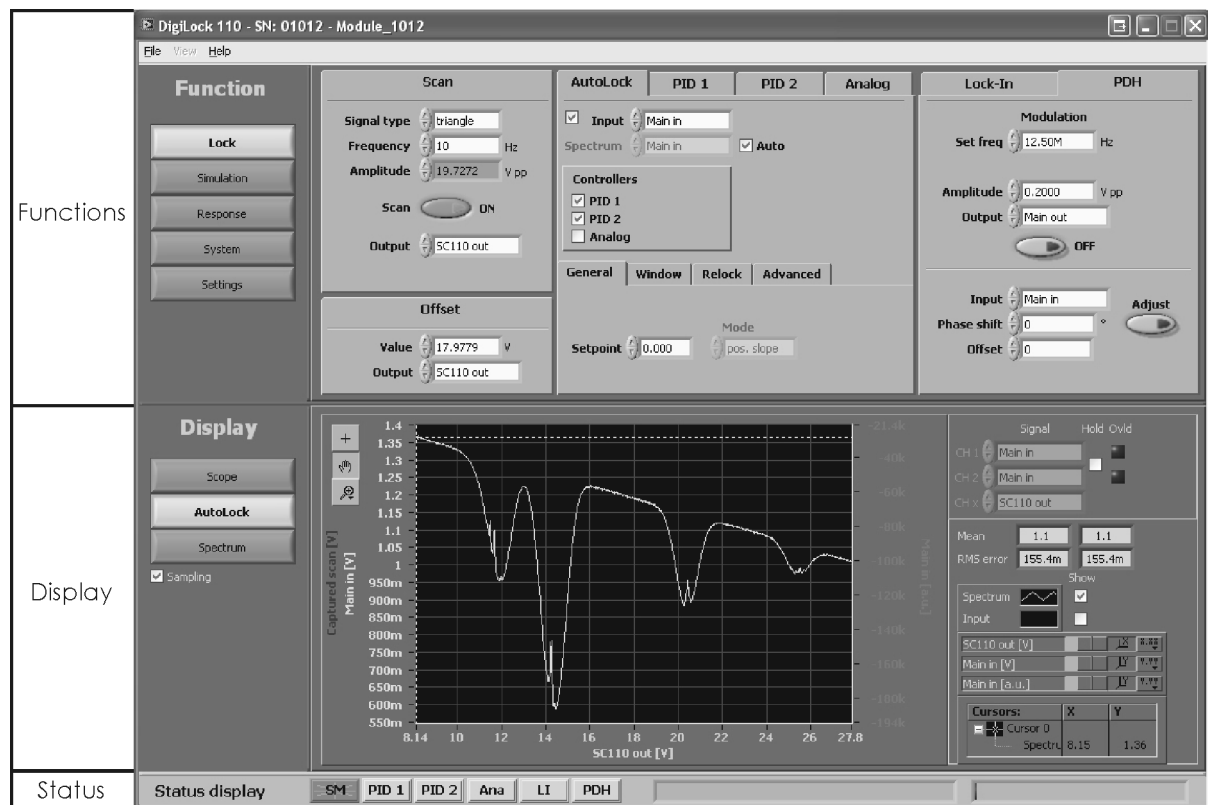 DigiLock 110 - SN: 01012 - Module_1012
File View Help
Functions
Function
Lock
Simulation
Response
System
Settings
Scan
Signal type triangle
Frequency 10 Hz
Amplitude 19.7272 V pp
Scan ON
Output SC110 out
Offset
Value 17.9779 V
Output SC110 out
AutoLock PID 1 PID 2 Analog
Input Main in
Spectrum Main in Auto
Controllers
PID 1
PID 2
Analog
General Window Relock Advanced
Mode
Setpoint 0.000 pos. slope
Lock-In PDH
Modulation
Set freq 12.50M Hz
Amplitude 0.2000 V pp
Output Main out
OFF
Input Main in Adjust
Phase shift 0 °
Offset 0
Display
Display
Scope
AutoLock
Spectrum
Sampling
Captured scan [V]
Main in [V]
1.4
1.35
1.3
1.25
1.2
1.15
1.1
1.05
1
950m
900m
850m
800m
750m
700m
650m
600m
550m
8.14 10 12 14 16 18 20 22 24 26 27.8
SC110 out [V]
-21.4k
-40k
-60k
-80k
-100k
-120k
-140k
-160k
-180k
-194k
Main in [a.u.]
Signal Hold Ovld
CH 1 Main in
CH 2 Main in
CH x SC110 out
Mean 1.1 1.1
RMS error 155.4m 155.4m
Show
Spectrum
Input
SC110 out [V]
Main in [V]
Main in [a.u.]
Cursors: X Y
Cursor 0
Spectru 8.15 1.36
Status
Status display SM PID 1 PID 2 Ana LI PDH